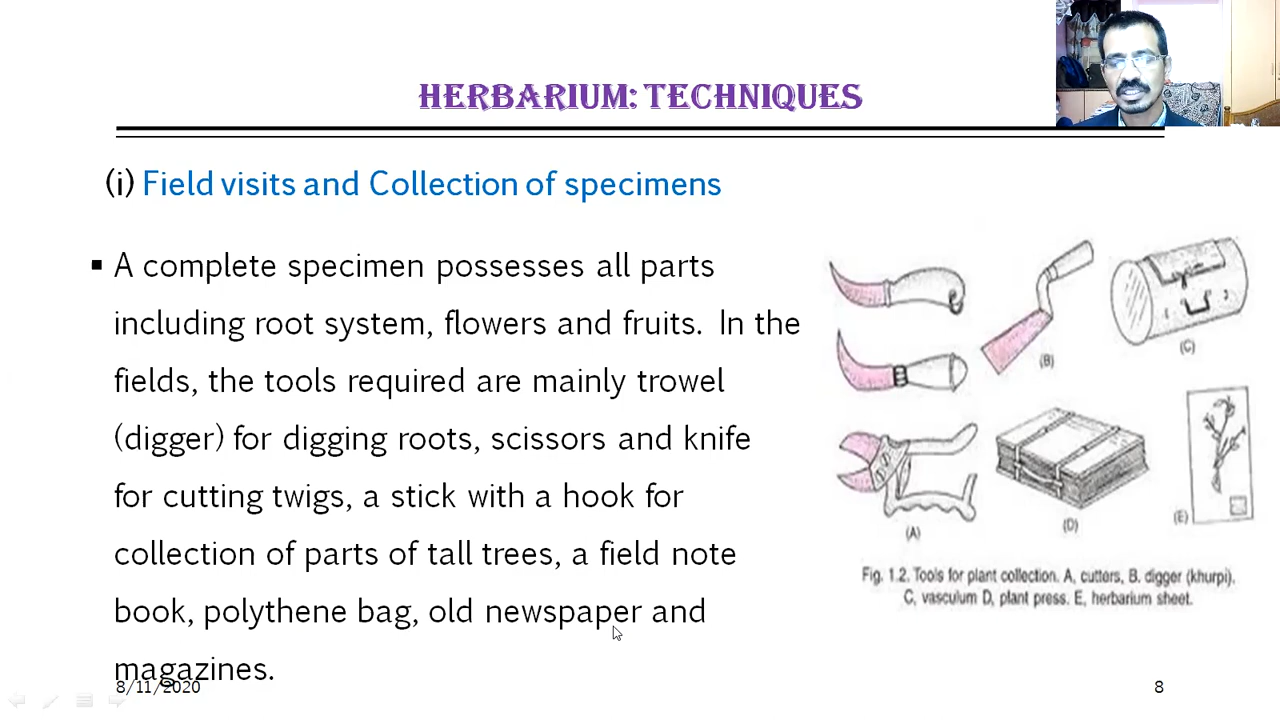 HERBARIUM: TECHNIQUES
(i) Field visits and Collection of specimens
▪ A complete specimen possesses all parts
including root system, flowers and fruits. In the
fields, the tools required are mainly trowel
(digger) for digging roots, scissors and knife
for cutting twigs, a stick with a hook for
collection of parts of tall trees, a field note
book, polythene bag, old newspaper and
magazines.
(A)
(B)
(C)
(D)
(E)
Fig. 1.2. Tools for plant collection. A, cutters, B. digger (khurpi).
C, vasculum D, plant press. E, herbarium sheet.
8/11/2020
8